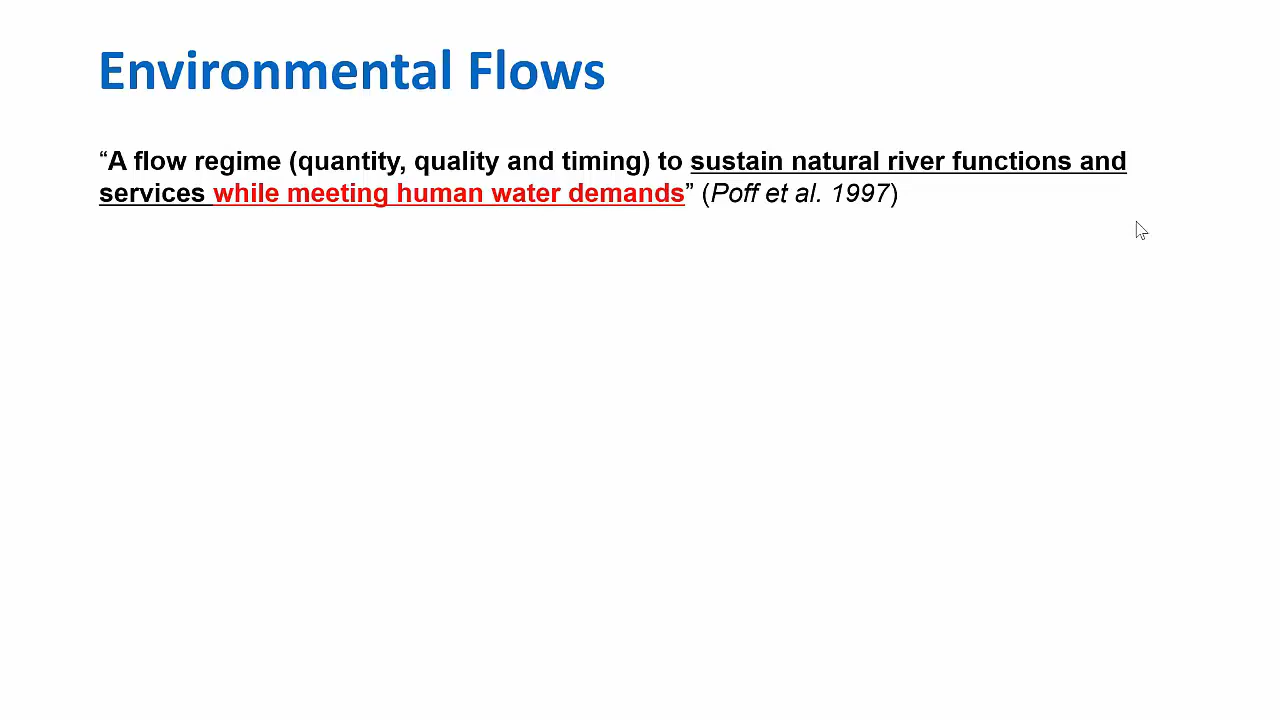 Environmental Flows
“A flow regime (quantity, quality and timing) to sustain natural river functions and
services while meeting human water demands” (Poff et al. 1997)